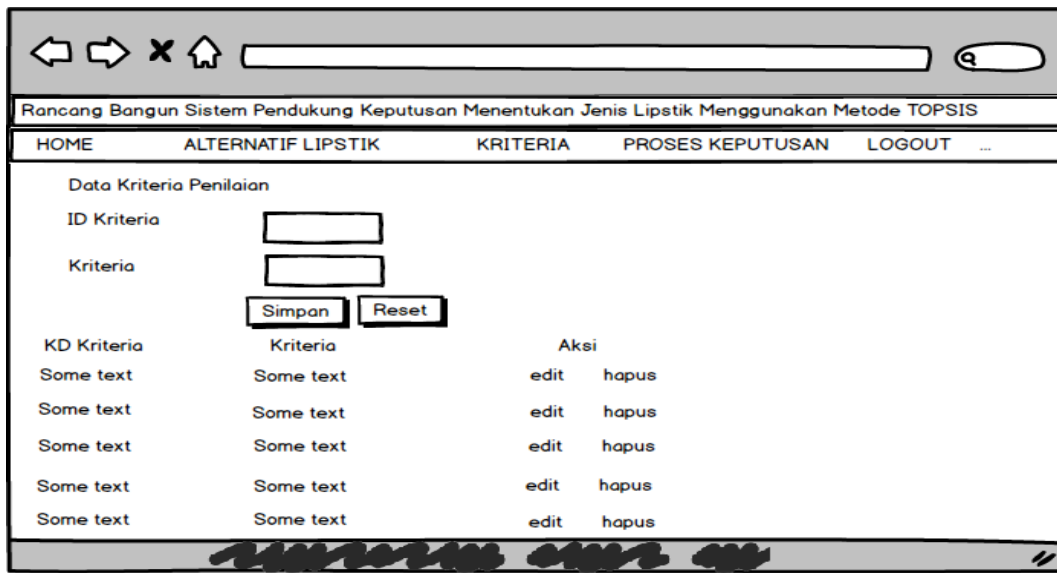 Rancang Bangun Sistem Pendukung Keputusan Menentukan Jenis Lipstik Menggunakan Metode TOPSIS
HOME ALTERNATIF LIPSTIK KRITERIA PROSES KEPUTUSAN LOGOUT ...
Data Kriteria Penilaian
ID Kriteria
Kriteria
Simpan Reset
KD Kriteria Kriteria Aksi
Some text Some text edit hapus
Some text Some text edit hapus
Some text Some text edit hapus
Some text Some text edit hapus
Some text Some text edit hapus